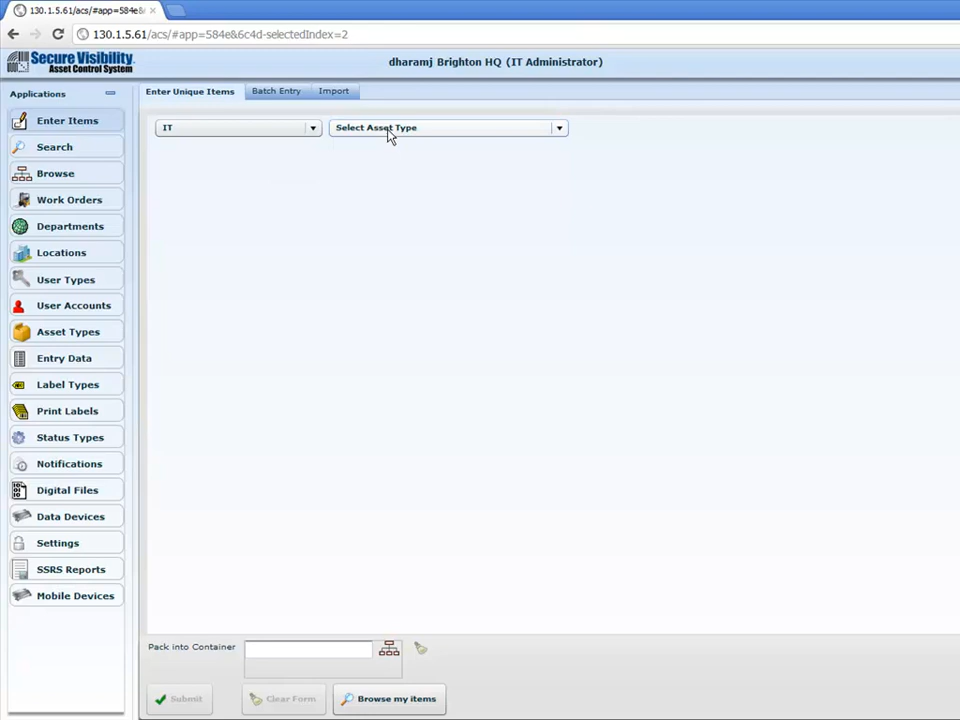 130.1.5.61/acs/#app=584e&
130.1.5.61/acs/#app=584e&6c4d-selectedIndex=2
Secure Visibility
Asset Control System
dharamj Brighton HQ (IT Administrator)
Applications
Enter Unique Items
Batch Entry
Import
Enter Items
IT
Select Asset Type
Search
Browse
Work Orders
Departments
Locations
User Types
User Accounts
Asset Types
Entry Data
Label Types
Print Labels
Status Types
Notifications
Digital Files
Data Devices
Settings
SSRS Reports
Mobile Devices
Pack into Container
Submit
Clear Form
Browse my items